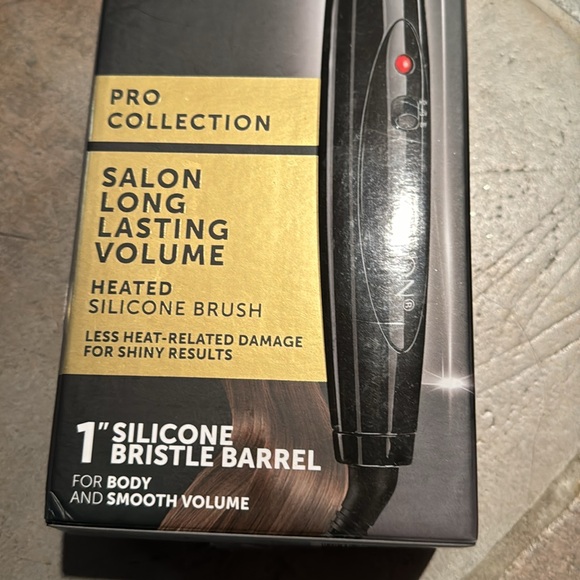 PRO
COLLECTION
SALON
LONG
LASTING
VOLUME
HEATED
SILICONE BRUSH
LESS HEAT-RELATED DAMAGE
FOR SHINY RESULTS
1" SILICONE
BRISTLE BARREL
FOR BODY
AND SMOOTH VOLUME